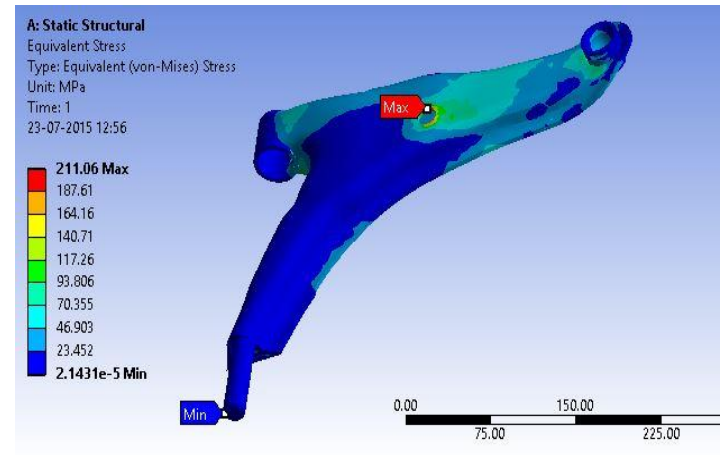 A: Static Structural
Equivalent Stress
Type: Equivalent (von-Mises) Stress
Unit: MPa
Time: 1
23-07-2015 12:56
Max
211.06 Max
187.61
164.16
140.71
117.26
93.806
70.355
46.903
23.452
2.1431e-5 Min
Min
0.00 150.00
75.00 225.00